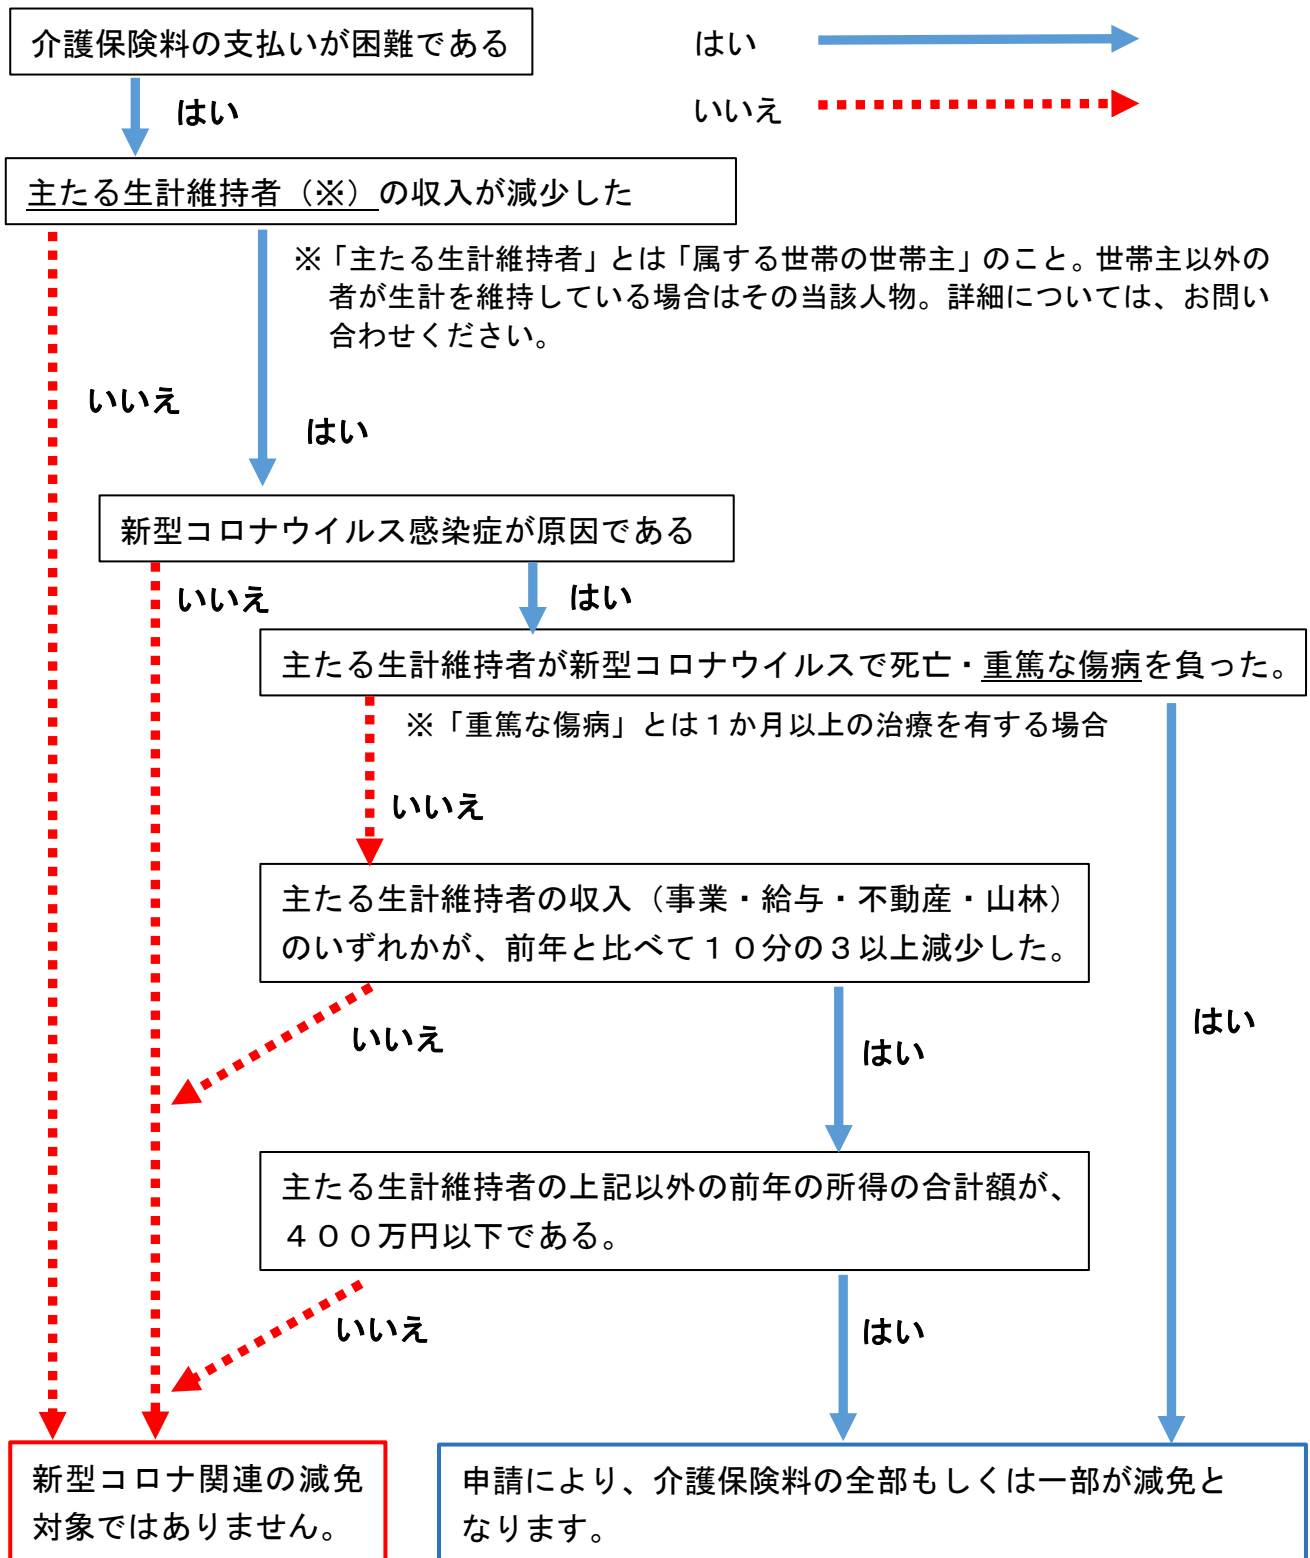 介護保険料の支払いが困難である
はい
いいえ
はい
主たる生計維持者（※）の収入が減少した
※「主たる生計維持者」とは「属する世帯の世帯主」のこと。世帯主以外の
者が生計を維持している場合はその当該人物。詳細については、お問い
合わせください。
いいえ
はい
新型コロナウイルス感染症が原因である
いいえ
はい
主たる生計維持者が新型コロナウイルスで死亡・重篤な傷病を負った。
※「重篤な傷病」とは１か月以上の治療を有する場合
いいえ
主たる生計維持者の収入（事業・給与・不動産・山林）
のいずれかが、前年と比べて１０分の３以上減少した。
はい
いいえ
はい
主たる生計維持者の上記以外の前年の所得の合計額が、
４００万円以下である。
いいえ
はい
新型コロナ関連の減免
対象ではありません。
申請により、介護保険料の全部もしくは一部が減免と
なります。